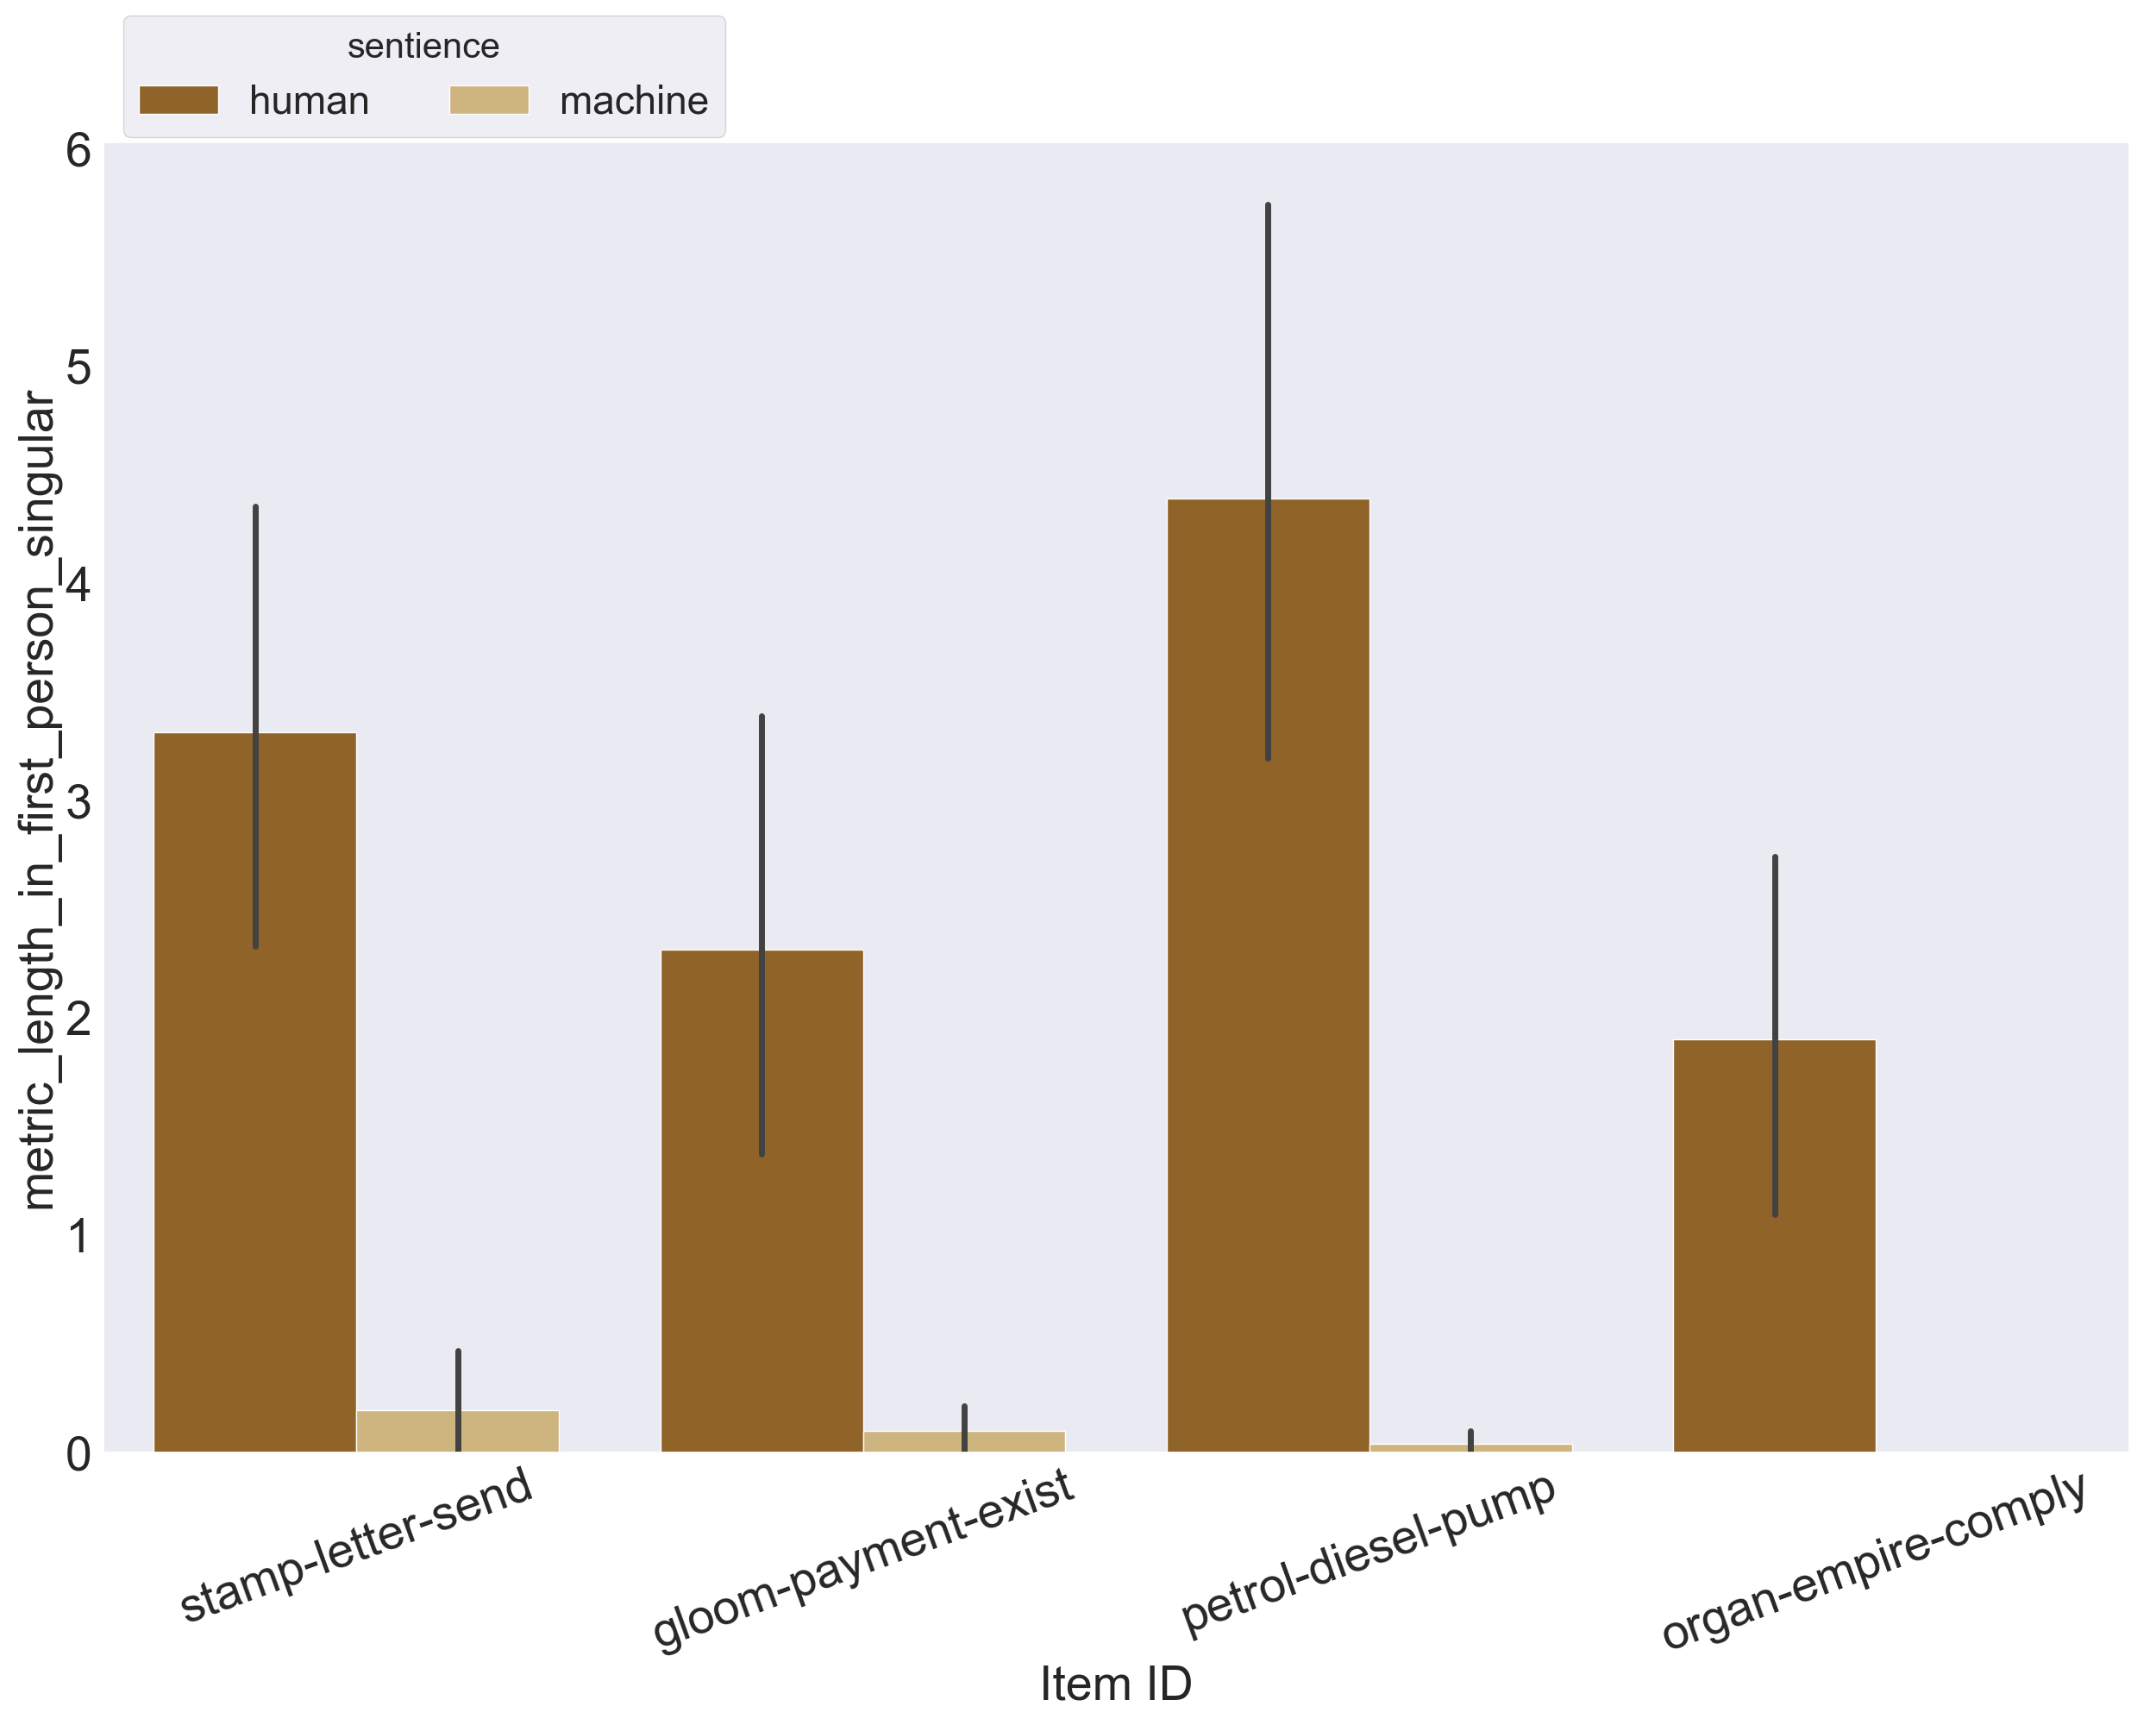 sentience
human machine
6
5
4
3
2
1
0
metric_length_in_first_person_singular
stamp-letter-send
gloom-payment-exist
petrol-diesel-pump
organ-empire-comply
Item ID